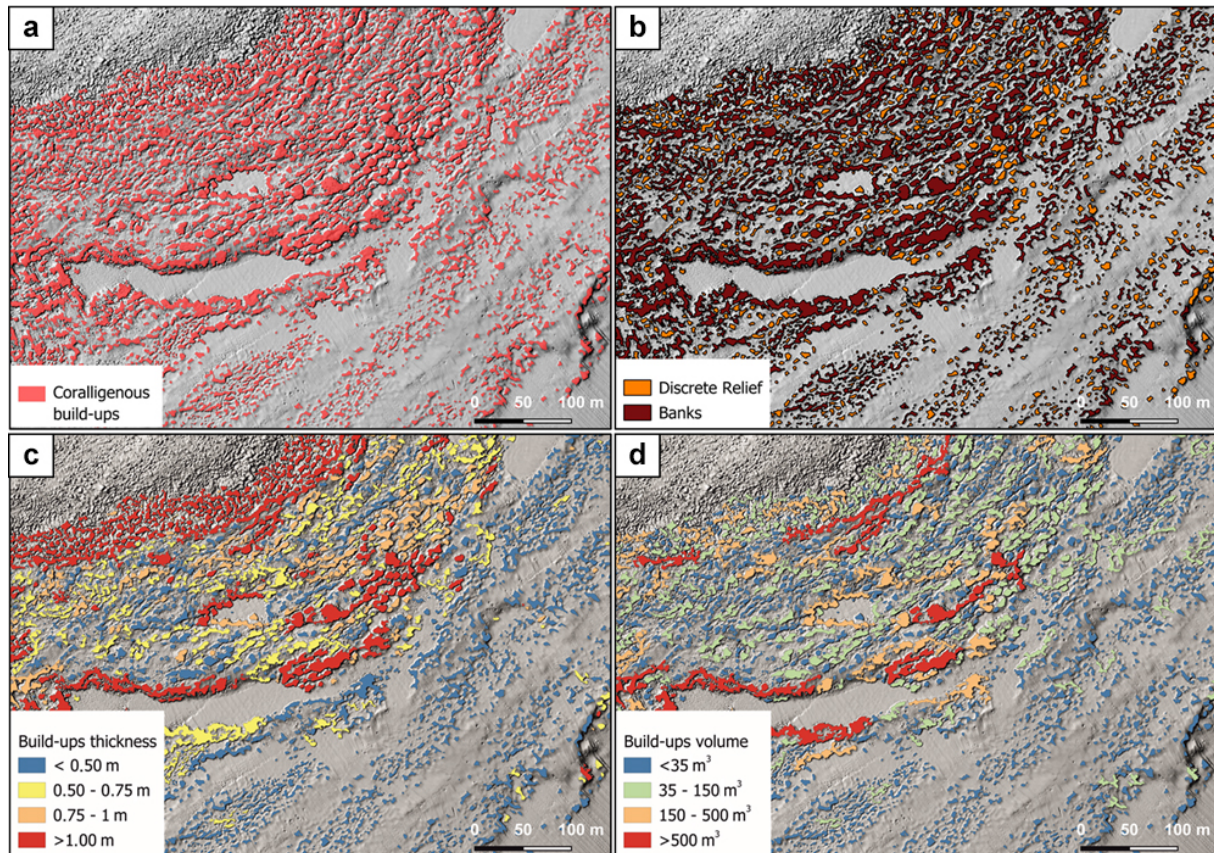 a
Coralligenous
build-ups
0 50 100 m
b
Discrete Relief
Banks
0 50 100 m
c
Build-ups thickness
< 0.50 m
0.50 - 0.75 m
0.75 - 1 m
>1.00 m
0 50 100 m
d
Build-ups volume
<35 m³
35 - 150 m³
150 - 500 m³
>500 m³
0 50 100 m